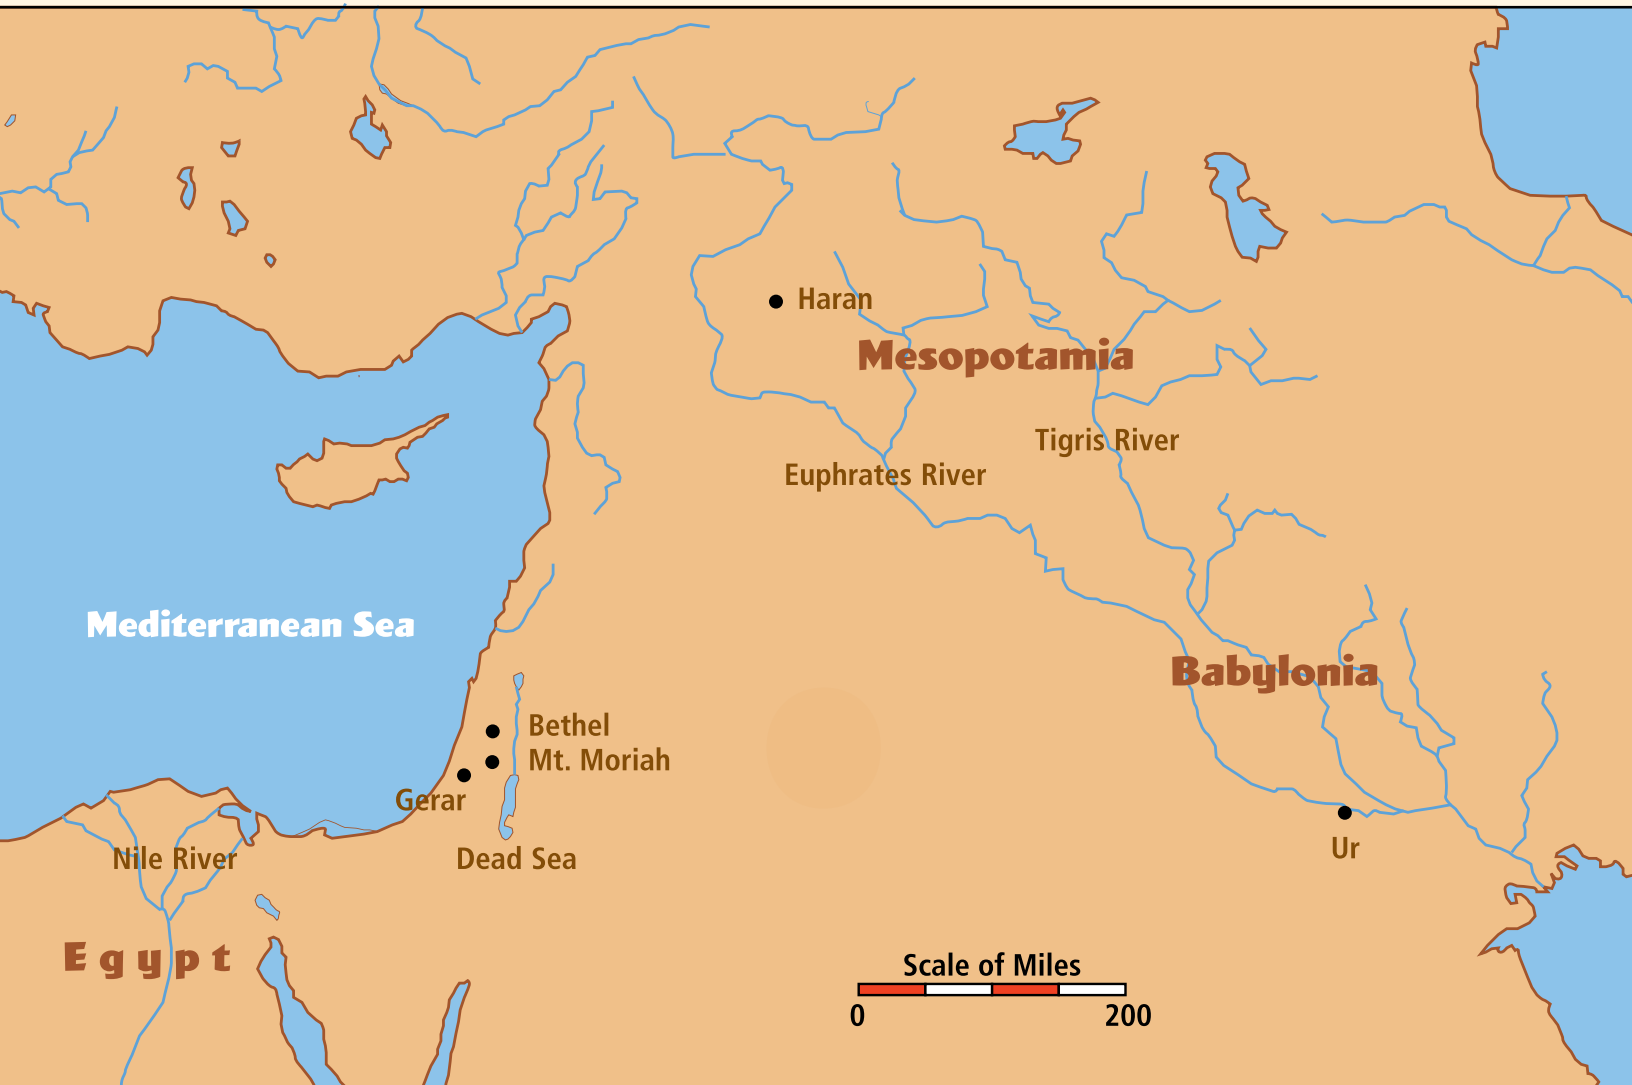 Haran
Mesopotamia
Tigris River
Euphrates River
Mediterranean Sea
Babylonia
Bethel
Mt. Moriah
Gerar
Nile River
Dead Sea
Ur
Egypt
Scale of Miles
0 200